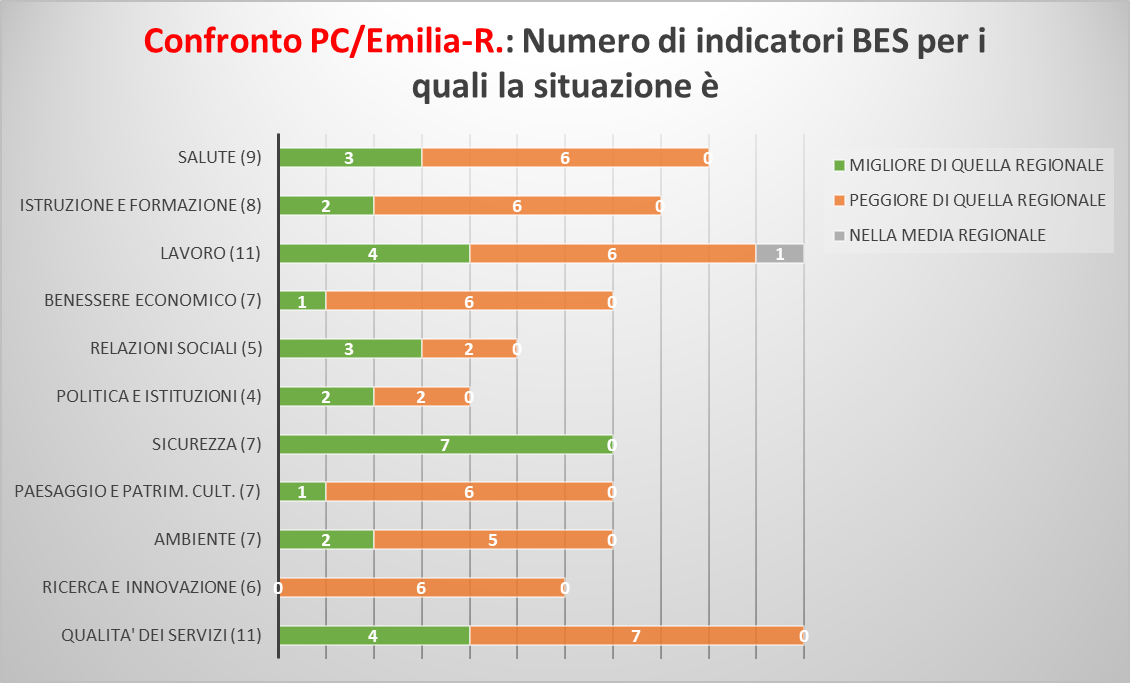 Confronto PC/Emilia-R.: Numero di indicatori BES per i
quali la situazione è
SALUTE (9) 3 6 0
ISTRUZIONE E FORMAZIONE (8) 2 6 0
LAVORO (11) 4 6 1
BENESSERE ECONOMICO (7) 1 6 0
RELAZIONI SOCIALI (5) 3 2 0
POLITICA E ISTITUZIONI (4) 2 2 0
SICUREZZA (7) 7 0
PAESAGGIO E PATRIM. CULT. (7) 1 6 0
AMBIENTE (7) 2 5 0
RICERCA E INNOVAZIONE (6) 0 6 0
QUALITA' DEI SERVIZI (11) 4 7 0
MIGLIORE DI QUELLA REGIONALE
PEGGIORE DI QUELLA REGIONALE
NELLA MEDIA REGIONALE